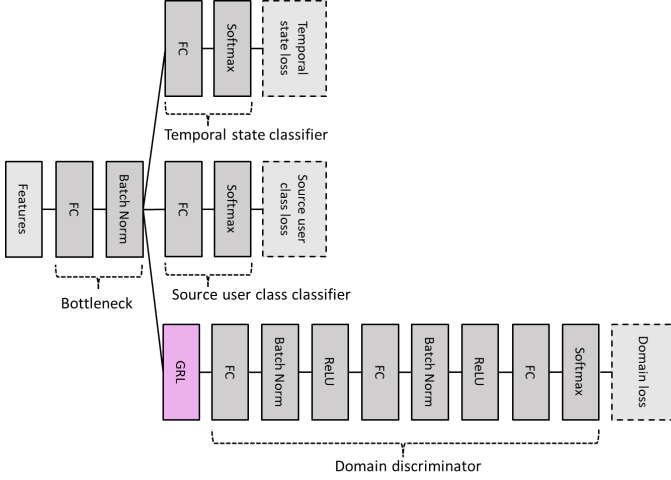 FC
Softmax
Temporal
state loss
Temporal state classifier
Features
FC
Batch Norm
Bottleneck
FC
Softmax
Source user
class loss
Source user class classifier
GRL
FC
Batch Norm
ReLU
FC
Batch Norm
ReLU
FC
Softmax
Domain loss
Domain discriminator